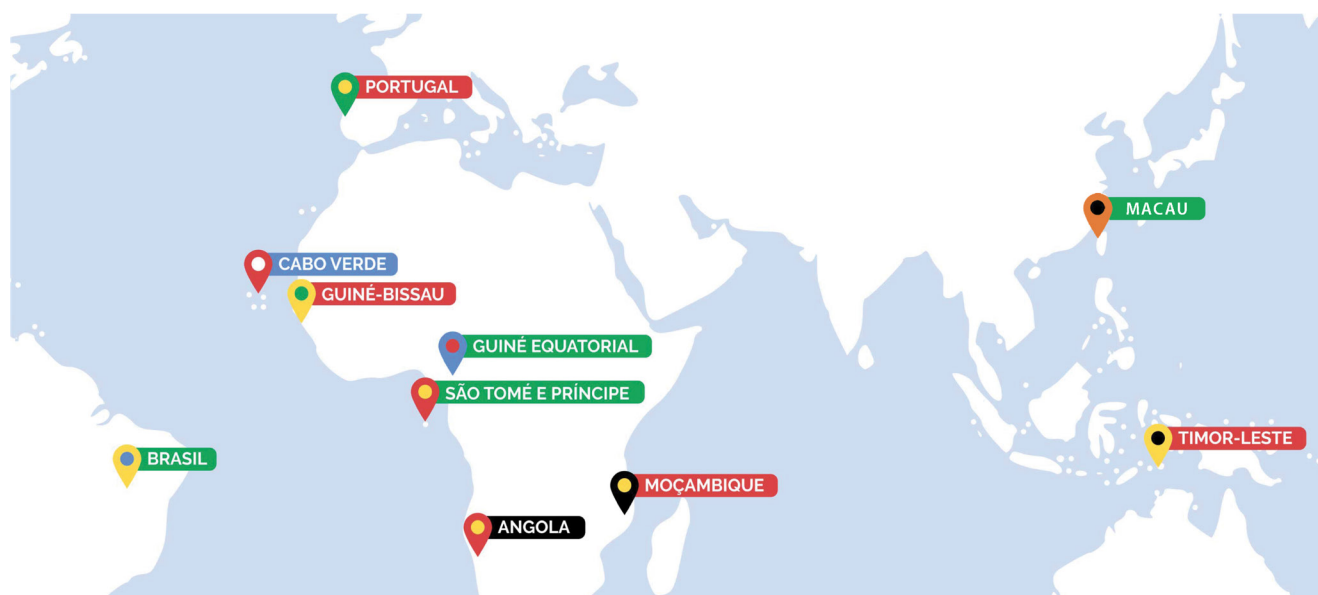 PORTUGAL
MACAU
CABO VERDE
GUINÉ-BISSAU
GUINÉ EQUATORIAL
SÃO TOMÉ E PRÍNCIPE
TIMOR-LESTE
BRASIL
MOÇAMBIQUE
ANGOLA